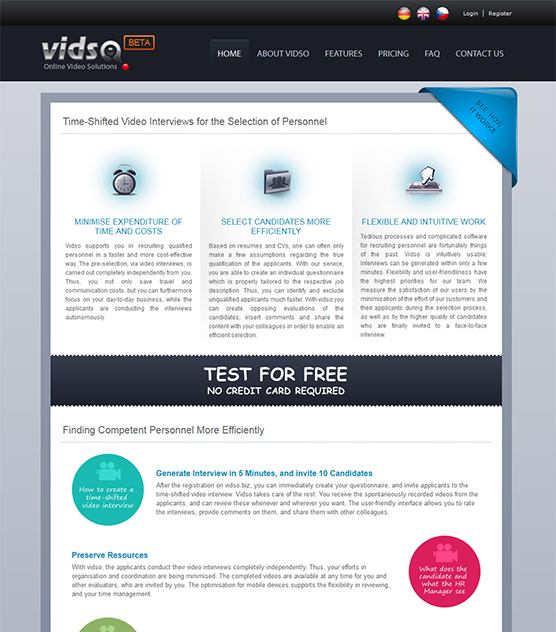 Login | Register
vidso BETA
Online Video Solutions
HOME ABOUT VIDSO FEATURES PRICING FAQ CONTACT US
SEE HOW
IT WORKS
Time-Shifted Video Interviews for the Selection of Personnel
MINIMISE EXPENDITURE OF
TIME AND COSTS
Vidso supports you in recruiting qualified
personnel in a faster and more cost-effective
way. The pre-selection, via video interviews, is
carried out completely independently from you.
Thus, you not only save travel and
communication costs, but you can furthermore
focus on your day-to-day business, while the
applicants are conducting the interviews
autonomously.
SELECT CANDIDATES MORE
EFFICIENTLY
Based on resumes and CVs, one can often only
make a few assumptions regarding the true
qualification of the applicants. With our service,
you are able to create an individual questionnaire
which is properly tailored to the respective job
description. Thus, you can identify and exclude
unqualified applicants much faster. With vidso you
can create opposing evaluations of the
candidates, insert comments and share the
content with your colleagues in order to enable an
efficient selection.
FLEXIBLE AND INTUITIVE WORK
Tedious processes and complicated software
for recruiting personnel are fortunately things
of the past. Vidso is intuitively usable;
interviews can be generated within only a few
minutes. Flexibility and user-friendliness have
the highest priorities for our team. We
measure the satisfaction of our users by the
minimisation of the effort of our customers and
their applicants during the selection process,
as well as by the higher quality of candidates
who are finally invited to a face-to-face
interview.
TEST FOR FREE
NO CREDIT CARD REQUIRED
Finding Competent Personnel More Efficiently
How to create a
time-shifted
video interview
Generate Interview in 5 Minutes, and invite 10 Candidates
After the registration on vidso.biz, you can immediately create your questionnaire, and invite applicants to the
time-shifted video interview. Vidso takes care of the rest. You receive the spontaneously recorded videos from the
applicants, and can review these whenever and wherever you want. The user-friendly interface allows you to rate
the interviews, provide comments on them, and share them with other colleagues.
Preserve Resources
With vidso, the applicants conduct their video interviews completely independently. Thus, your efforts in
organisation and coordination are being minimised. The completed videos are available at any time for you and
other evaluators, who are invited by you. The optimisation for mobile devices supports the flexibility in reviewing,
and your time management.
What does the
candidate and
what the HR
Manager see